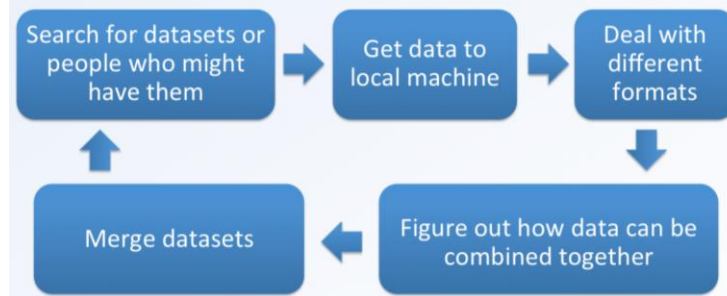 Search for datasets or
people who might
have them
Get data to
local machine
Deal with
different
formats
Figure out how data can be
combined together
Merge datasets